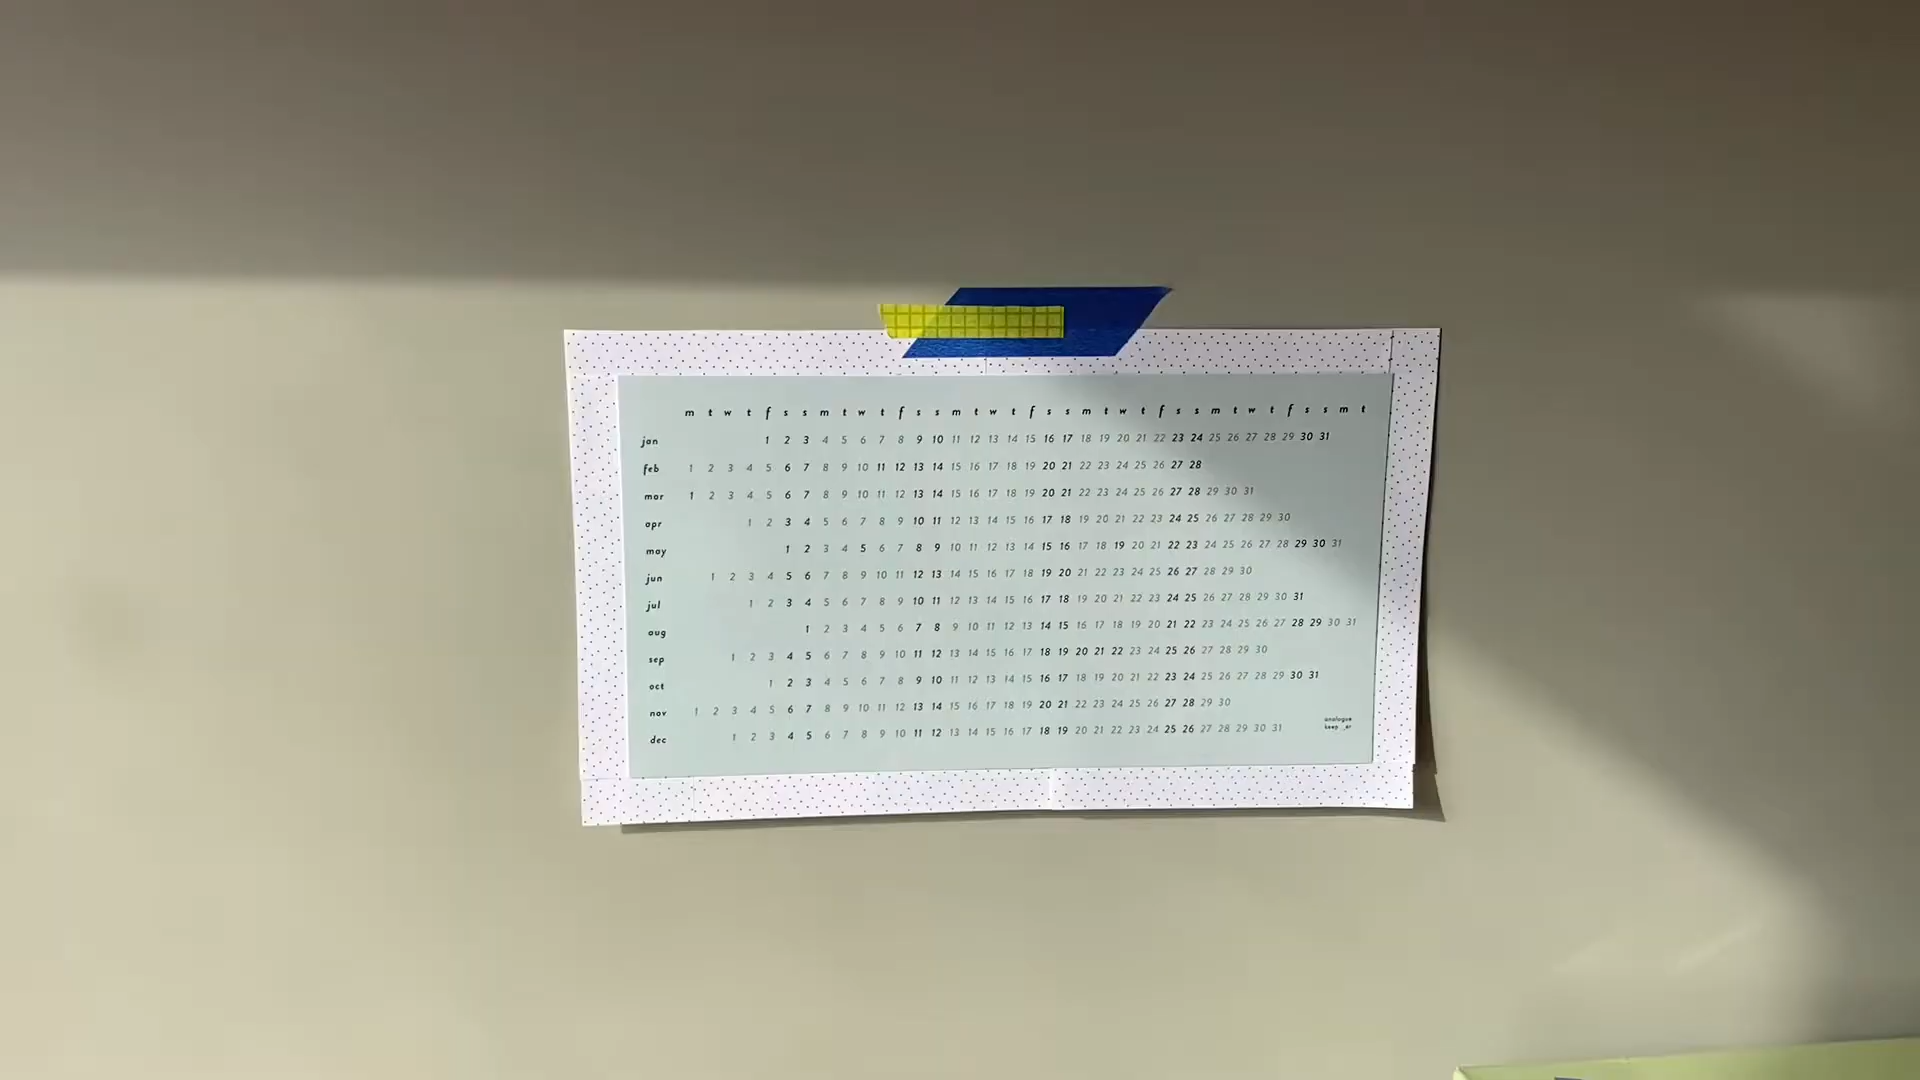 m t w t f s s m t w t f s s m t w t f s s m t w t f s s m t w t f s s m t
jan 1 2 3 4 5 6 7 8 9 10 11 12 13 14 15 16 17 18 19 20 21 22 23 24 25 26 27 28 29 30 31
feb 1 2 3 4 5 6 7 8 9 10 11 12 13 14 15 16 17 18 19 20 21 22 23 24 25 26 27 28
mar 1 2 3 4 5 6 7 8 9 10 11 12 13 14 15 16 17 18 19 20 21 22 23 24 25 26 27 28 29 30 31
apr 1 2 3 4 5 6 7 8 9 10 11 12 13 14 15 16 17 18 19 20 21 22 23 24 25 26 27 28 29 30
may 1 2 3 4 5 6 7 8 9 10 11 12 13 14 15 16 17 18 19 20 21 22 23 24 25 26 27 28 29 30 31
jun 1 2 3 4 5 6 7 8 9 10 11 12 13 14 15 16 17 18 19 20 21 22 23 24 25 26 27 28 29 30
jul 1 2 3 4 5 6 7 8 9 10 11 12 13 14 15 16 17 18 19 20 21 22 23 24 25 26 27 28 29 30 31
aug 1 2 3 4 5 6 7 8 9 10 11 12 13 14 15 16 17 18 19 20 21 22 23 24 25 26 27 28 29 30 31
sep 1 2 3 4 5 6 7 8 9 10 11 12 13 14 15 16 17 18 19 20 21 22 23 24 25 26 27 28 29 30
oct 1 2 3 4 5 6 7 8 9 10 11 12 13 14 15 16 17 18 19 20 21 22 23 24 25 26 27 28 29 30 31
nov 1 2 3 4 5 6 7 8 9 10 11 12 13 14 15 16 17 18 19 20 21 22 23 24 25 26 27 28 29 30
dec 1 2 3 4 5 6 7 8 9 10 11 12 13 14 15 16 17 18 19 20 21 22 23 24 25 26 27 28 29 30 31
analogue
keep_er